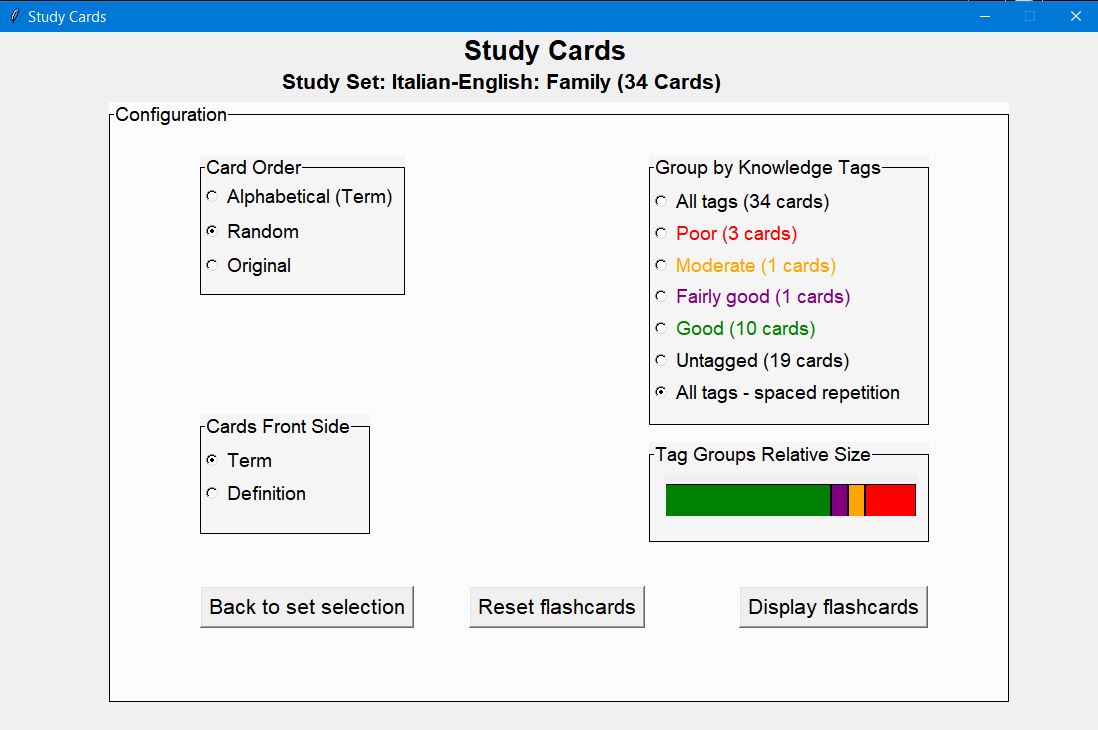 Study Cards
Study Cards
Study Set: Italian-English: Family (34 Cards)
Configuration
Card Order
Alphabetical (Term)
Random
Original
Group by Knowledge Tags
All tags (34 cards)
Poor (3 cards)
Moderate (1 cards)
Fairly good (1 cards)
Good (10 cards)
Untagged (19 cards)
All tags - spaced repetition
Cards Front Side
Term
Definition
Tag Groups Relative Size
Back to set selection
Reset flashcards
Display flashcards